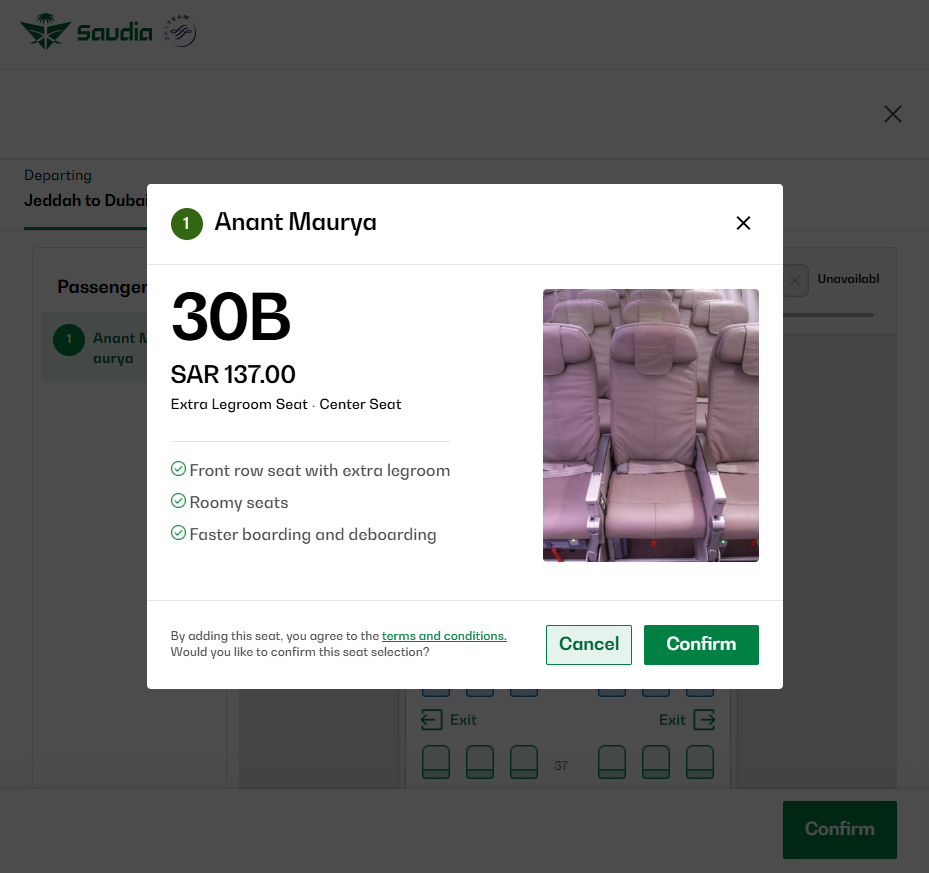 Saudia
SKYTEAM
Departing
Jeddah to Dubai
1 Anant Maurya
Passenger
1 Anant M
aurya
Unavailabl
30B
SAR 137.00
Extra Legroom Seat · Center Seat
Front row seat with extra legroom
Roomy seats
Faster boarding and deboarding
By adding this seat, you agree to the terms and conditions.
Would you like to confirm this seat selection?
Cancel
Confirm
Exit
Exit
37
Confirm